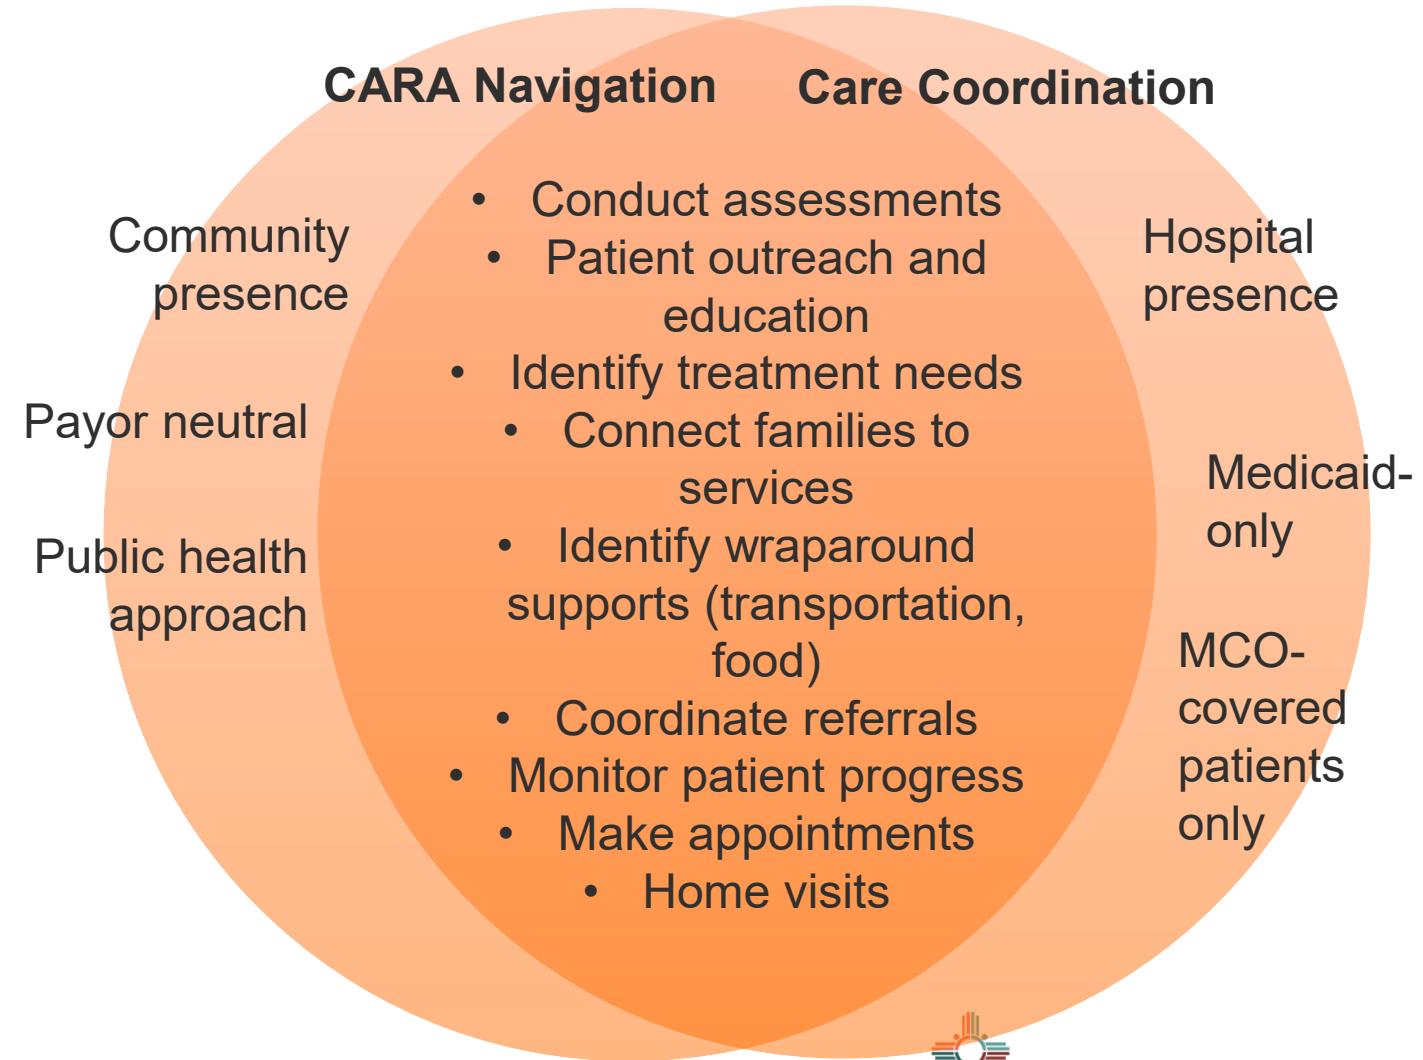 CARA Navigation
Care Coordination
Community
presence
Payor neutral
Public health
approach
• Conduct assessments
• Patient outreach and
education
• Identify treatment needs
• Connect families to
services
• Identify wraparound
supports (transportation,
food)
• Coordinate referrals
• Monitor patient progress
• Make appointments
• Home visits
Hospital
presence
Medicaid-
only
MCO-
covered
patients
only